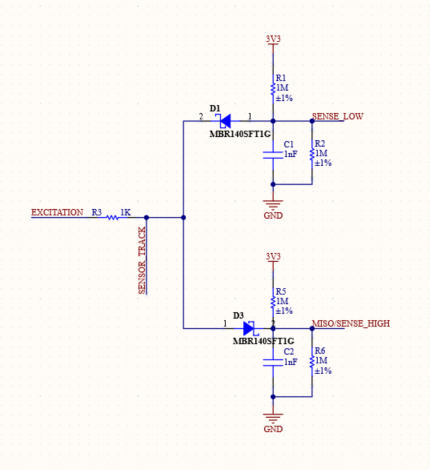 3V3
R1
1M
±1%
D1
2
1
SENSE_LOW
MBR140SFT1G
C1
1nF
R2
1M
±1%
GND
EXCITATION R3 1K
SENSOR_TRACK
3V3
R5
1M
±1%
D3
1
2
MISO/SENSE_HIGH
MBR140SFT1G
C2
1nF
R6
1M
±1%
GND